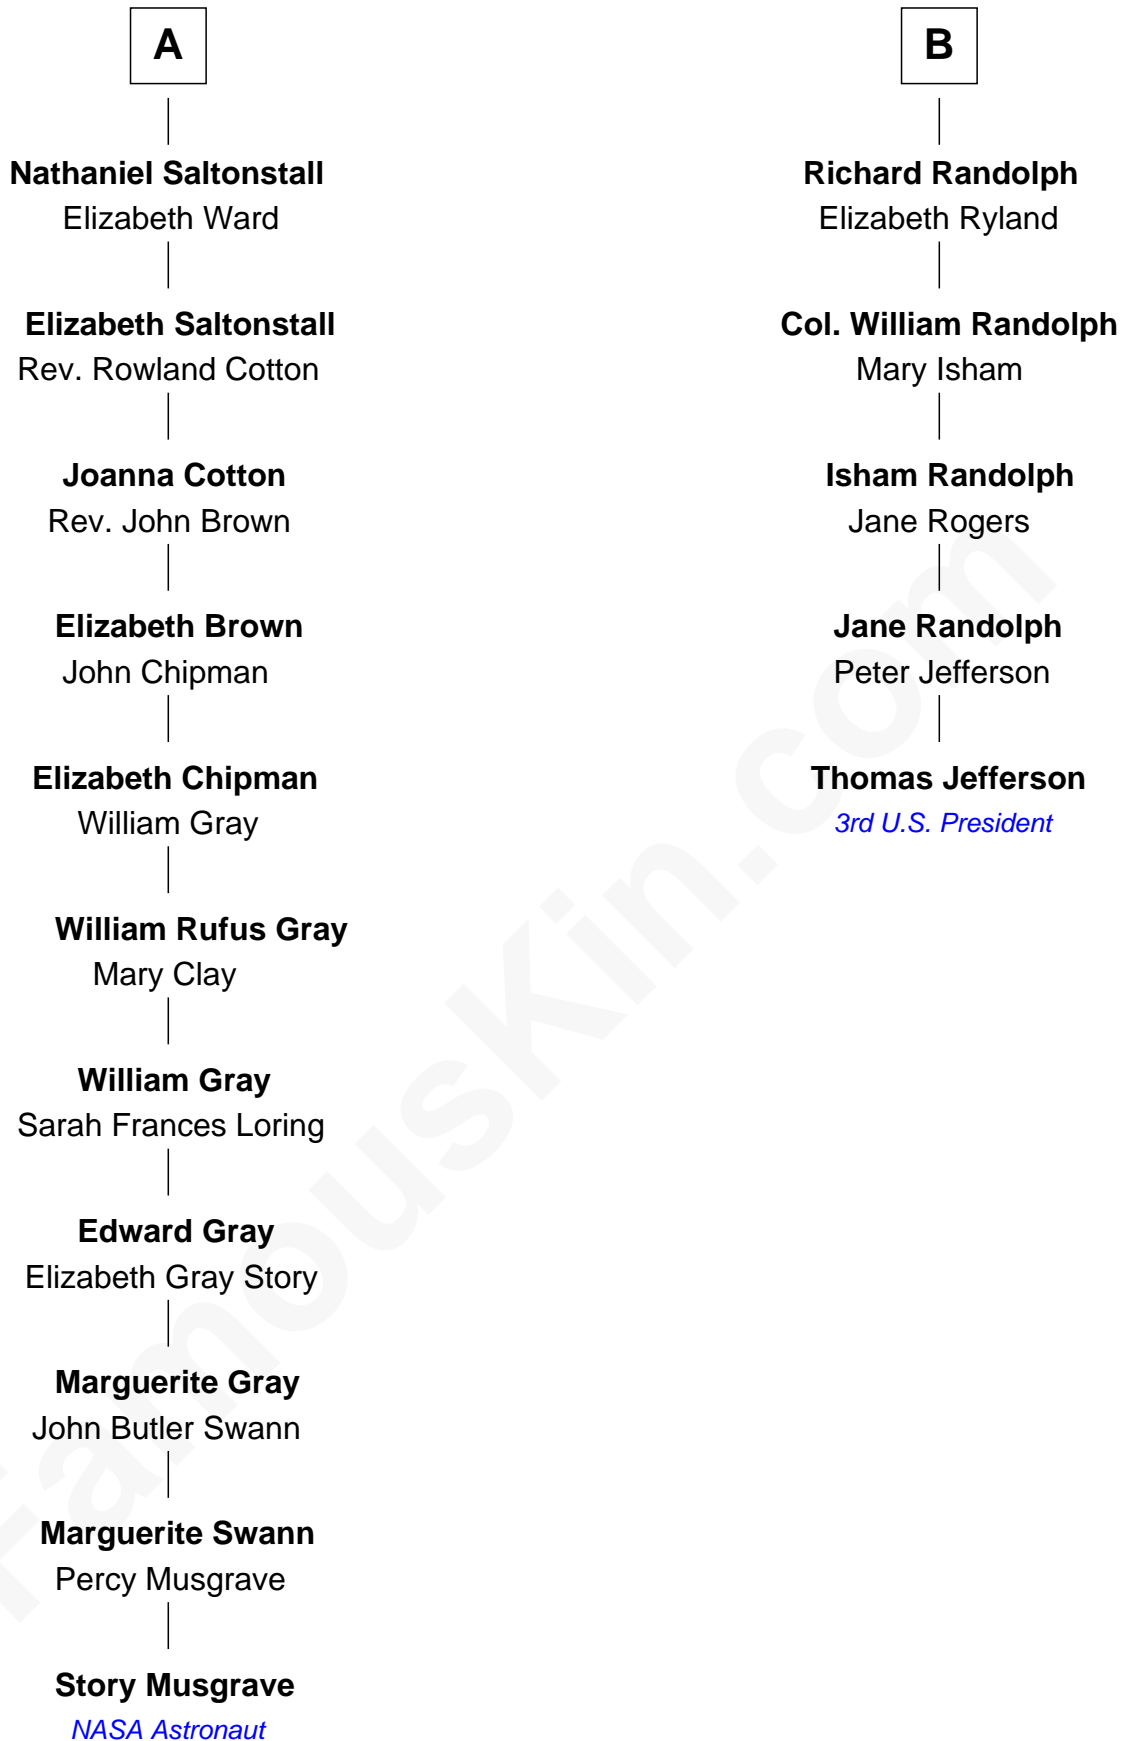 A
Nathaniel Saltonstall
Elizabeth Ward
Elizabeth Saltonstall
Rev. Rowland Cotton
Joanna Cotton
Rev. John Brown
Elizabeth Brown
John Chipman
Elizabeth Chipman
William Gray
William Rufus Gray
Mary Clay
William Gray
Sarah Frances Loring
Edward Gray
Elizabeth Gray Story
Marguerite Gray
John Butler Swann
Marguerite Swann
Percy Musgrave
Story Musgrave
NASA Astronaut
B
Richard Randolph
Elizabeth Ryland
Col. William Randolph
Mary Isham
Isham Randolph
Jane Rogers
Jane Randolph
Peter Jefferson
Thomas Jefferson
3rd U.S. President
FamousKin.com